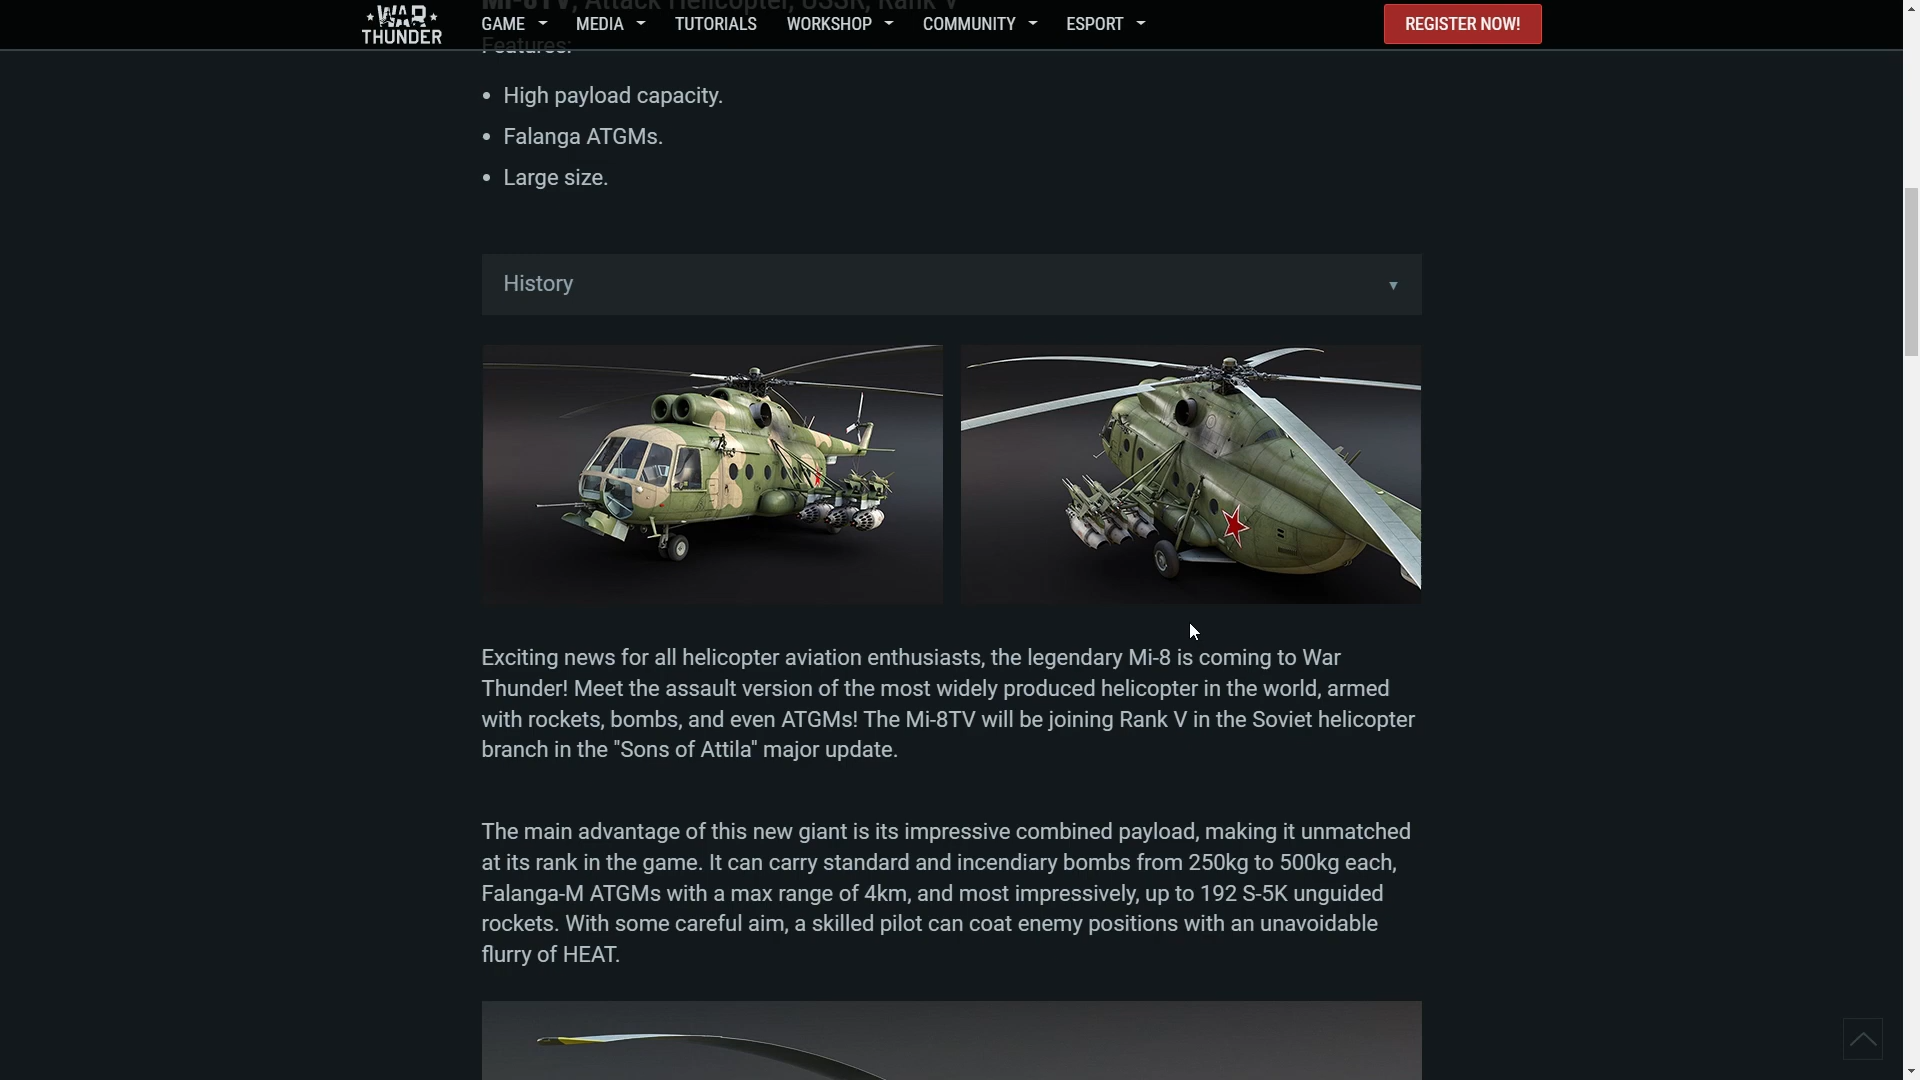 Mi-8TV, Attack Helicopter, USSR, Rank V
WAR
THUNDER
GAME
MEDIA
TUTORIALS
WORKSHOP
COMMUNITY
ESPORT
REGISTER NOW!
Features:
• High payload capacity.
• Falanga ATGMs.
• Large size.
History
Exciting news for all helicopter aviation enthusiasts, the legendary Mi-8 is coming to War
Thunder! Meet the assault version of the most widely produced helicopter in the world, armed
with rockets, bombs, and even ATGMs! The Mi-8TV will be joining Rank V in the Soviet helicopter
branch in the "Sons of Attila" major update.
The main advantage of this new giant is its impressive combined payload, making it unmatched
at its rank in the game. It can carry standard and incendiary bombs from 250kg to 500kg each,
Falanga-M ATGMs with a max range of 4km, and most impressively, up to 192 S-5K unguided
rockets. With some careful aim, a skilled pilot can coat enemy positions with an unavoidable
flurry of HEAT.